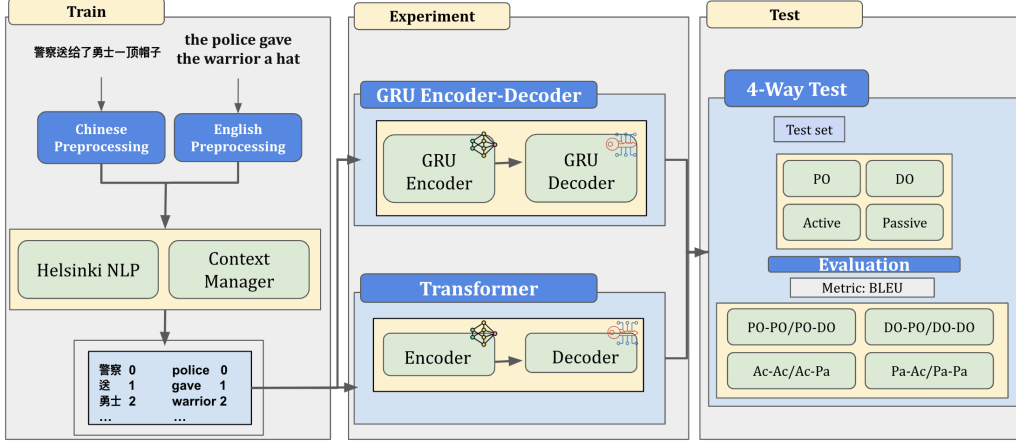 Train
警察送给了勇士一顶帽子
the police gave
the warrior a hat
Chinese
Preprocessing
English
Preprocessing
Helsinki NLP
Context
Manager
警察 0 police 0
送 1 gave 1
勇士 2 warrior 2
... ...
Experiment
GRU Encoder-Decoder
GRU
Encoder
GRU
Decoder
Transformer
Encoder
Decoder
Test
4-Way Test
Test set
PO DO
Active Passive
Evaluation
Metric: BLEU
PO-PO/PO-DO DO-PO/DO-DO
Ac-Ac/Ac-Pa Pa-Ac/Pa-Pa